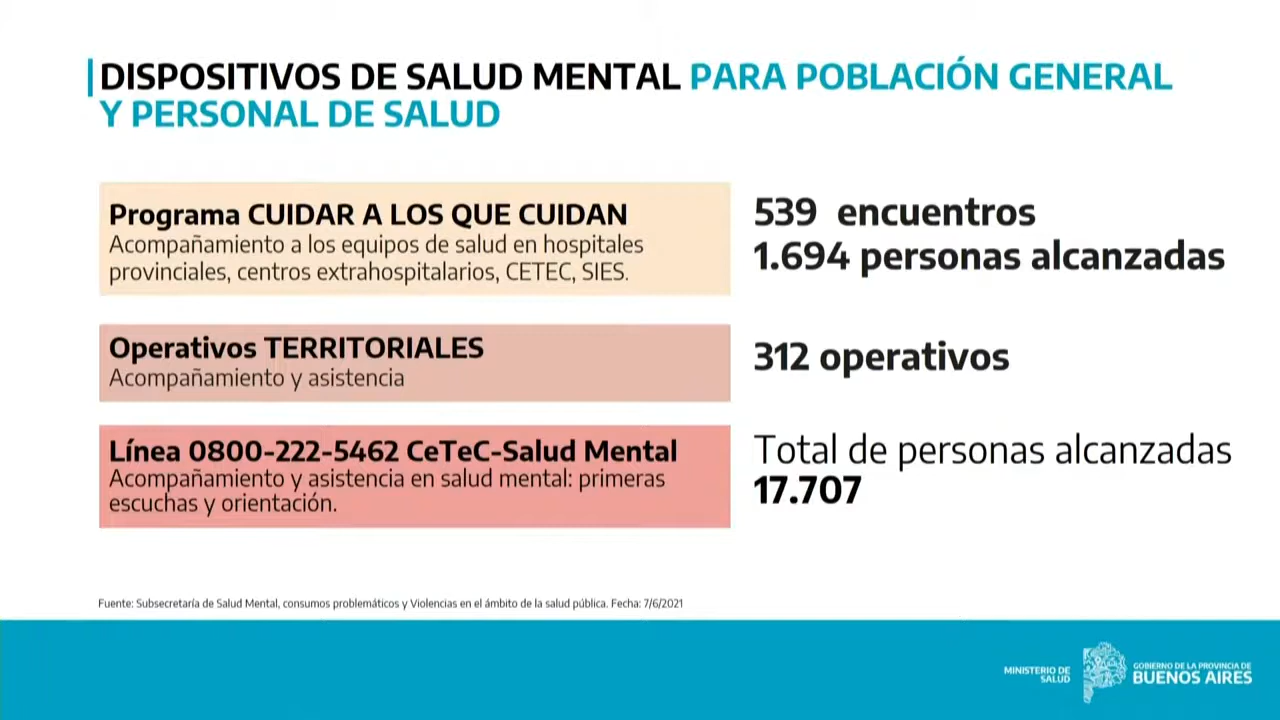 DISPOSITIVOS DE SALUD MENTAL PARA POBLACIÓN GENERAL
Y PERSONAL DE SALUD
Programa CUIDAR A LOS QUE CUIDAN
Acompañamiento a los equipos de salud en hospitales
provinciales, centros extrahospitalarios, CETEC, SIES.
539 encuentros
1.694 personas alcanzadas
Operativos TERRITORIALES
Acompañamiento y asistencia
312 operativos
Línea 0800-222-5462 CeTeC-Salud Mental
Acompañamiento y asistencia en salud mental: primeras
escuchas y orientación.
Total de personas alcanzadas
17.707
Fuente: Subsecretaría de Salud Mental, consumos problemáticos y Violencias en el ámbito de la salud pública. Fecha: 7/6/2021
MINISTERIO DE
SALUD
GOBIERNO DE LA PROVINCIA DE
BUENOS AIRES